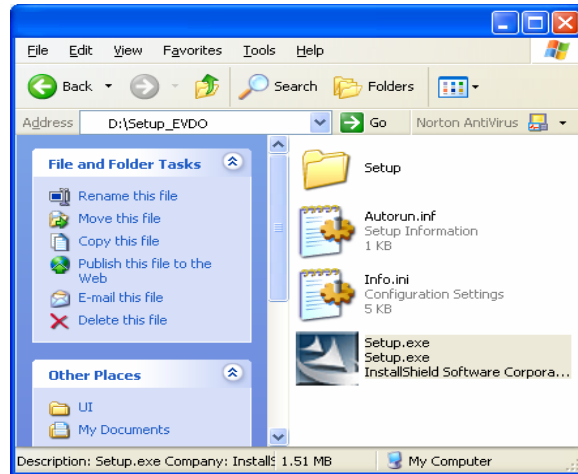 File Edit View Favorites Tools Help
Back Search Folders
Address D:\Setup_EVDO Go Norton AntiVirus
File and Folder Tasks
Rename this file
Move this file
Copy this file
Publish this file to the
Web
E-mail this file
Delete this file
Other Places
UI
My Documents
Setup
Autorun.inf
Setup Information
1 KB
Info.ini
Configuration Settings
5 KB
Setup.exe
Setup.exe
InstallShield Software Corpora...
Description: Setup.exe Company: InstallS 1.51 MB My Computer